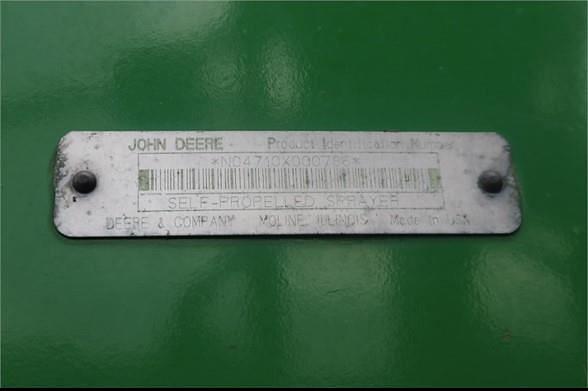 JOHN DEERE Product Identification Number
*N04710X000786*
SELF-PROPELLED SPRAYER
DEERE & COMPANY MOLINE ILLINOIS Made in USA